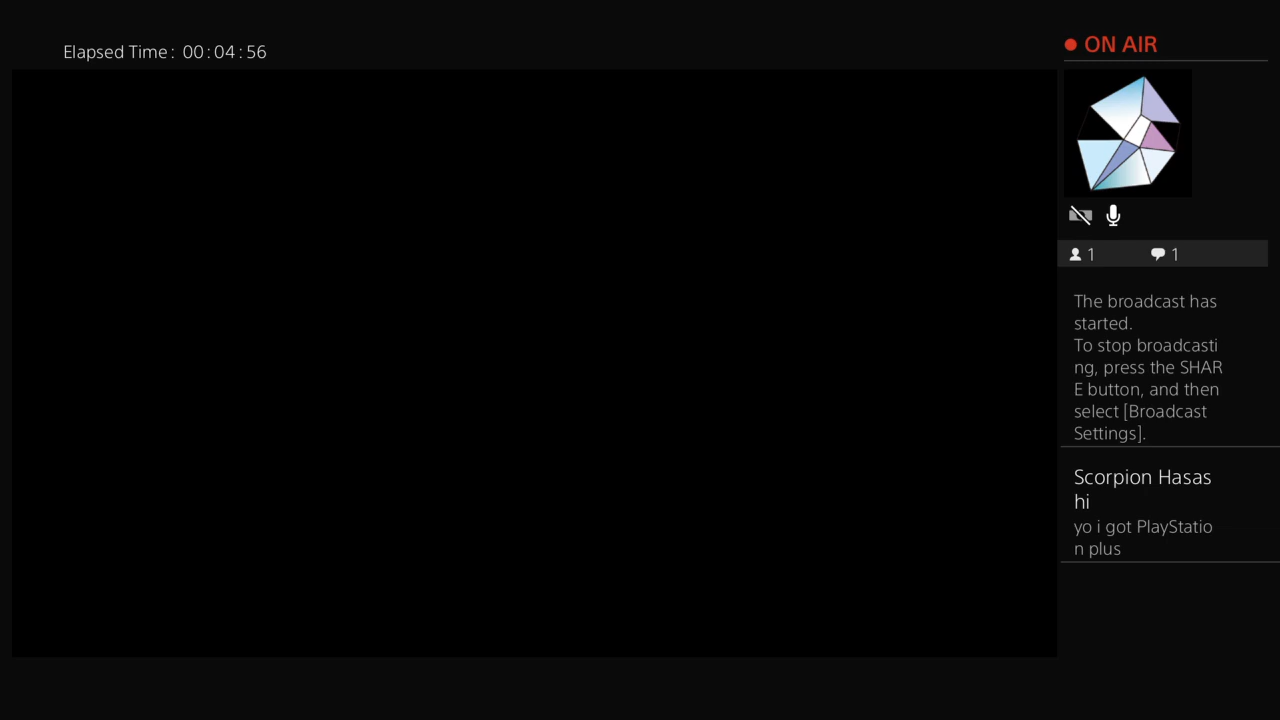 Elapsed Time: 00:04:56
ON AIR
1 1
The broadcast has
started.
To stop broadcasti
ng, press the SHAR
E button, and then
select [Broadcast
Settings].
Scorpion Hasas
hi
yo i got PlayStatio
n plus